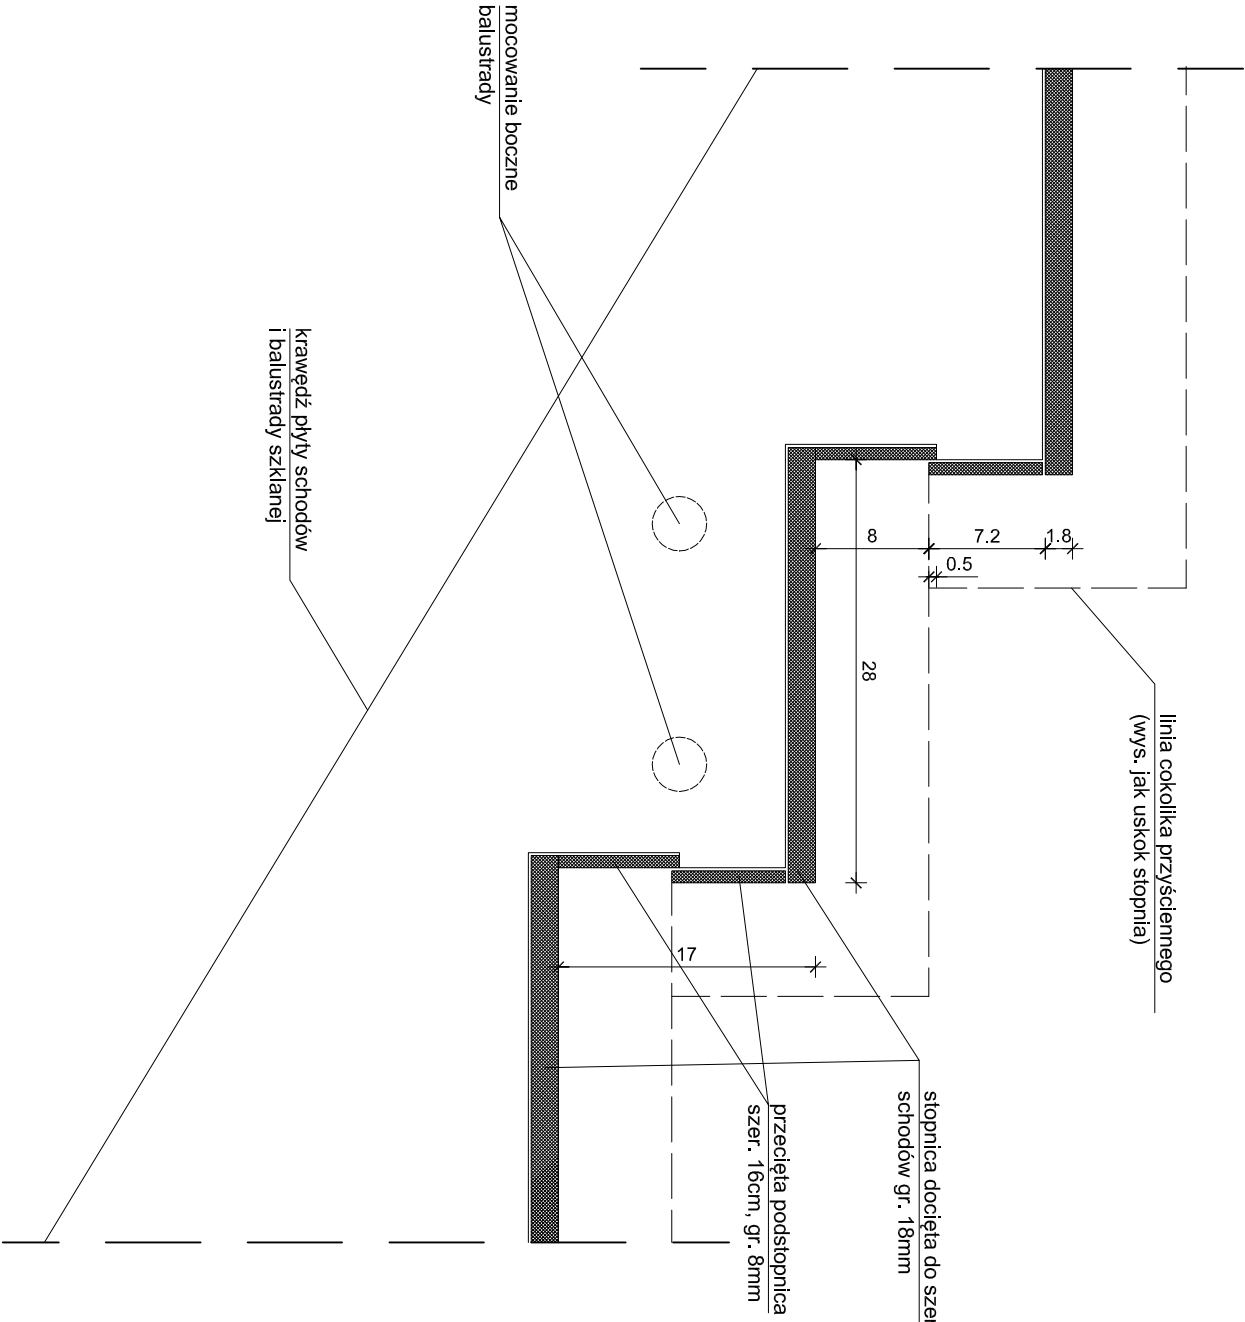 mocowanie boczne
balustrady
krawędź płyty schodów
i balustrady szklanej
8
7.2
1.8
0.5
28
17
linia cokolika przyściennego
(wys. jak uskok stopnia)
stopnica docięta do szer
schodów gr. 18mm
przecięta podstopnica
szer. 16cm, gr. 8mm